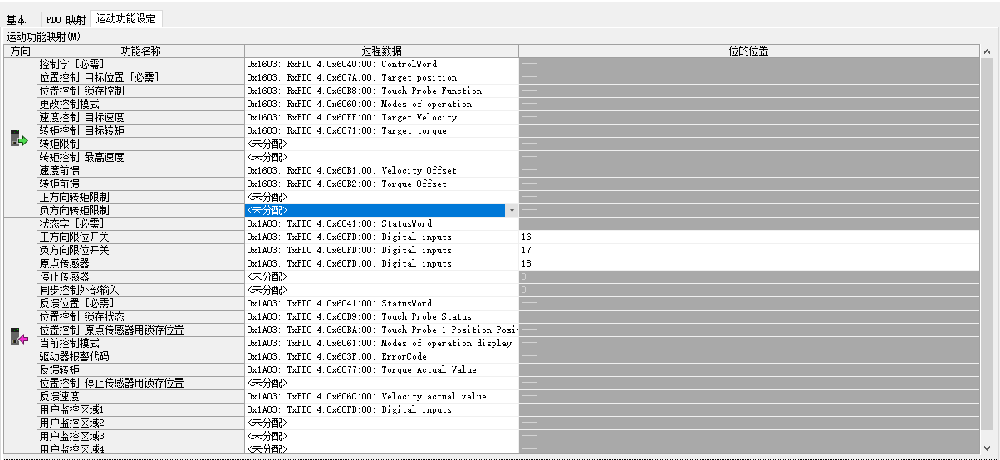 基本 PDO 映射 运动功能设定
运动功能映射(M)
方向 功能名称 过程数据 位的位置
控制字 [必需] 0x1603: RxPDO 4.0x6040:00: ControlWord ——
位置控制 目标位置 [必需] 0x1603: RxPDO 4.0x607A:00: Target position ——
位置控制 锁存控制 0x1603: RxPDO 4.0x60B8:00: Touch Probe Function ——
更改控制模式 0x1603: RxPDO 4.0x6060:00: Modes of operation ——
速度控制 目标速度 0x1603: RxPDO 4.0x60FF:00: Target Velocity ——
转矩控制 目标转矩 0x1603: RxPDO 4.0x6071:00: Target torque ——
转矩限制 <未分配> ——
转矩控制 最高速度 <未分配> ——
速度前馈 0x1603: RxPDO 4.0x60B1:00: Velocity Offset ——
转矩前馈 0x1603: RxPDO 4.0x60B2:00: Torque Offset ——
正方向转矩限制 <未分配> ——
负方向转矩限制 <未分配> ——
状态字 [必需] 0x1A03: TxPDO 4.0x6041:00: StatusWord ——
正方向限位开关 0x1A03: TxPDO 4.0x60FD:00: Digital inputs 16
负方向限位开关 0x1A03: TxPDO 4.0x60FD:00: Digital inputs 17
原点传感器 0x1A03: TxPDO 4.0x60FD:00: Digital inputs 18
停止传感器 <未分配> 0
同步控制外部输入 <未分配> 0
反馈位置 [必需] 0x1A03: TxPDO 4.0x6041:00: StatusWord ——
位置控制 锁存状态 0x1A03: TxPDO 4.0x60B9:00: Touch Probe Status ——
位置控制 原点传感器用锁存位置 0x1A03: TxPDO 4.0x60BA:00: Touch Probe 1 Position Posi ——
当前控制模式 0x1A03: TxPDO 4.0x6061:00: Modes of operation display ——
驱动器报警代码 0x1A03: TxPDO 4.0x603F:00: ErrorCode ——
反馈转矩 0x1A03: TxPDO 4.0x6077:00: Torque Actual Value ——
位置控制 停止传感器用锁存位置 <未分配> ——
反馈速度 0x1A03: TxPDO 4.0x606C:00: Velocity actual value ——
用户监控区域1 0x1A03: TxPDO 4.0x60FD:00: Digital inputs ——
用户监控区域2 <未分配> ——
用户监控区域3 <未分配> ——
用户监控区域4 <未分配> ——